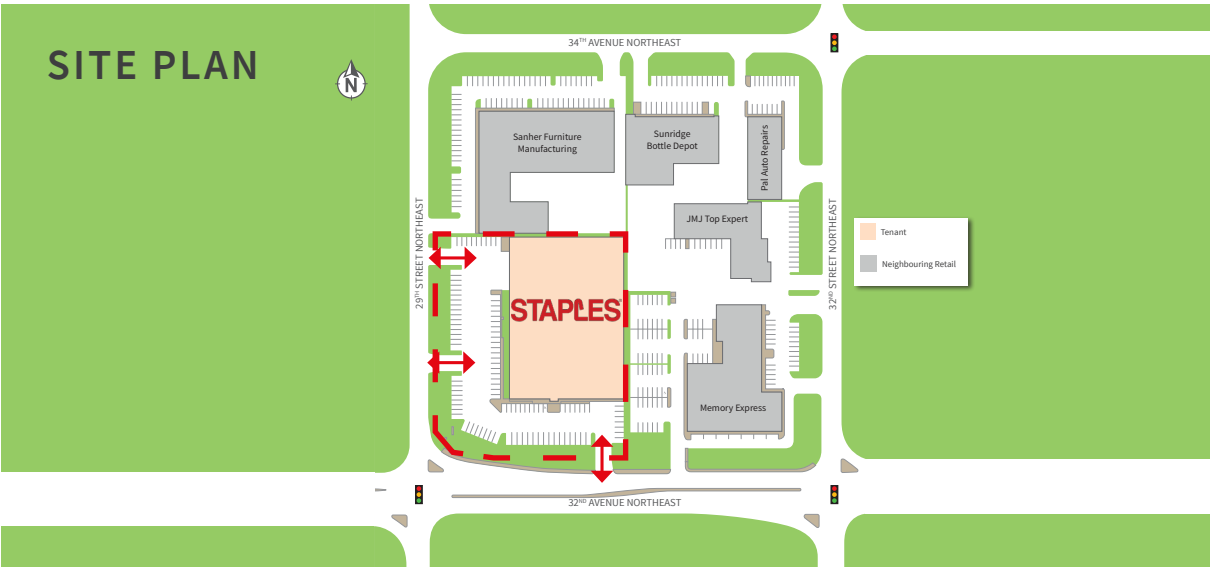 34TH AVENUE NORTHEAST
SITE PLAN
N
Sanher Furniture
Manufacturing
Sunridge
Bottle Depot
Pal Auto Repairs
29TH STREET NORTHEAST
JMJ Top Expert
32ND STREET NORTHEAST
Tenant
Neighbouring Retail
STAPLES
Memory Express
32ND AVENUE NORTHEAST